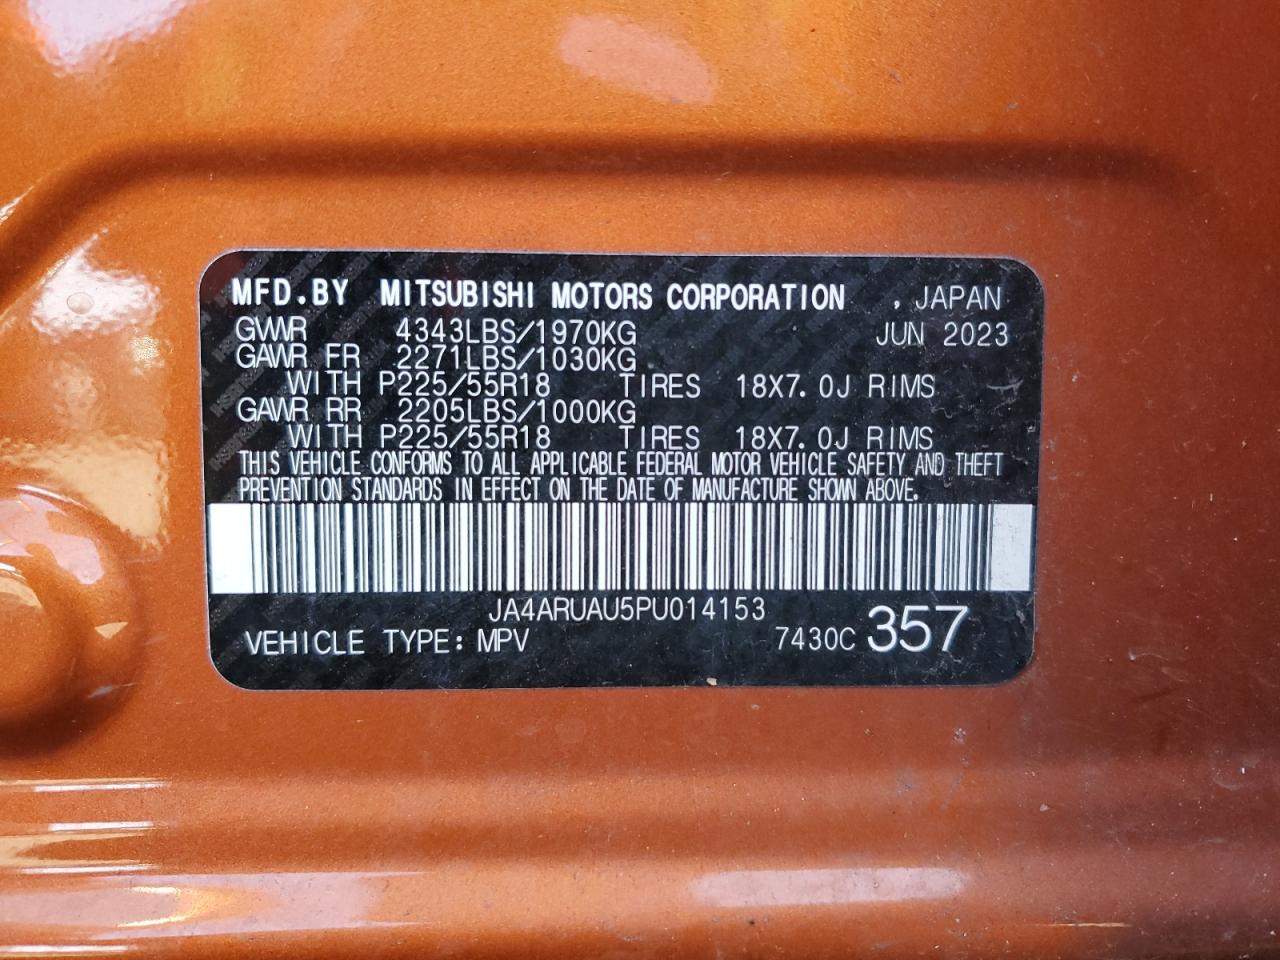 MFD.BY MITSUBISHI MOTORS CORPORATION , JAPAN
GVWR 4343LBS/1970KG JUN 2023
GAWR FR 2271LBS/1030KG
WITH P225/55R18 TIRES 18X7.0J RIMS
GAWR RR 2205LBS/1000KG
WITH P225/55R18 TIRES 18X7.0J RIMS
THIS VEHICLE CONFORMS TO ALL APPLICABLE FEDERAL MOTOR VEHICLE SAFETY AND THEFT
PREVENTION STANDARDS IN EFFECT ON THE DATE OF MANUFACTURE SHOWN ABOVE.
JA4ARUAU5PU014153
VEHICLE TYPE: MPV 7430C 357